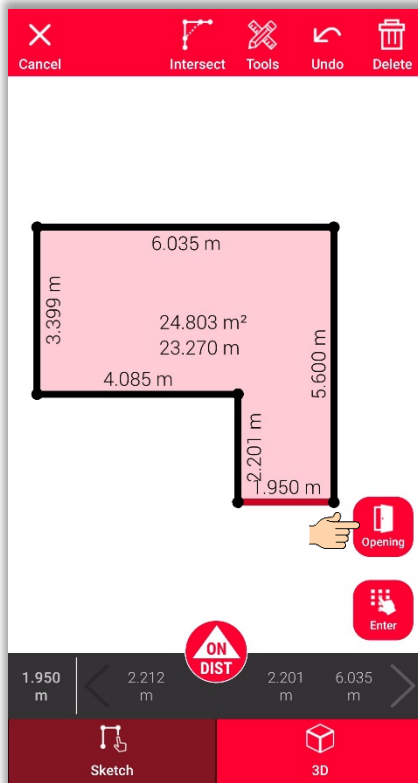 Cancel
Intersect
Tools
Undo
Delete
6.035 m
3.399 m
24.803 m²
23.270 m
5.600 m
4.085 m
2.201 m
1.950 m
Opening
Enter
ON
DIST
1.950
m
2.212
m
2.201
m
6.035
m
Sketch
3D